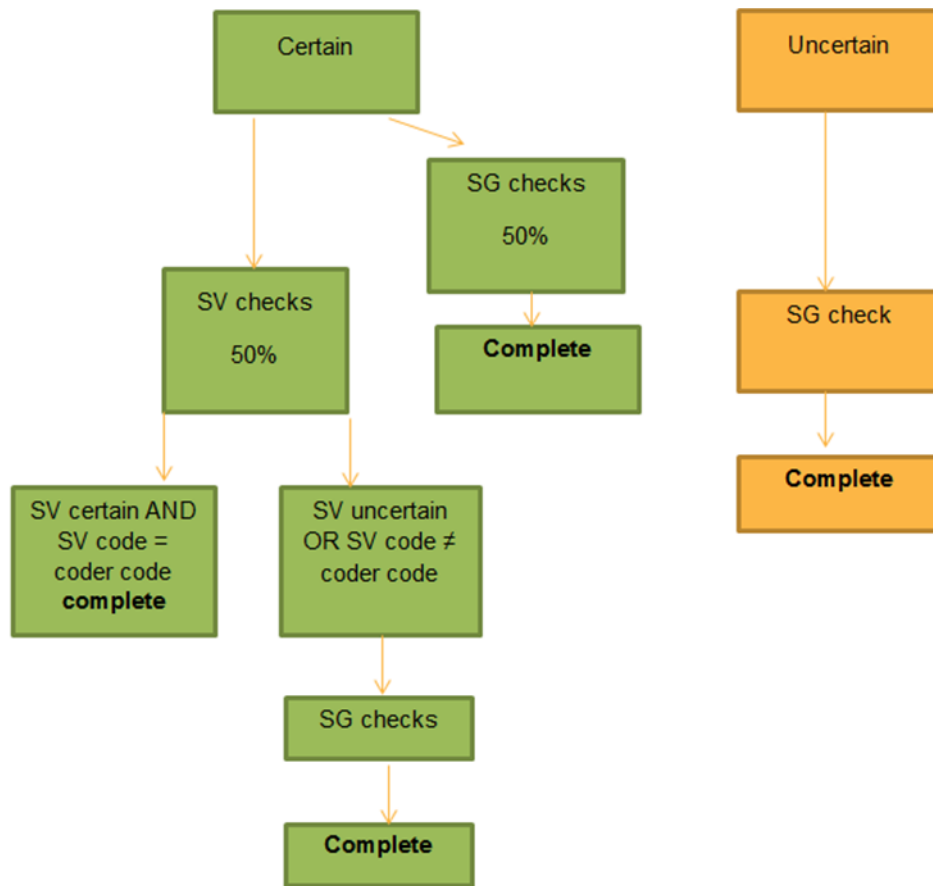 Certain
Uncertain
SG checks
50%
SV checks
50%
SG check
Complete
Complete
SV certain AND
SV code =
coder code
complete
SV uncertain
OR SV code ≠
coder code
SG checks
Complete